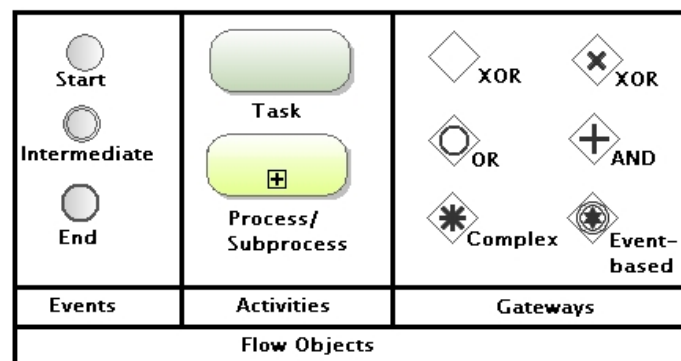 Start
Intermediate
End
Task
Process/
Subprocess
XOR
XOR
OR
AND
Complex
Event-
based
Events
Activities
Gateways
Flow Objects